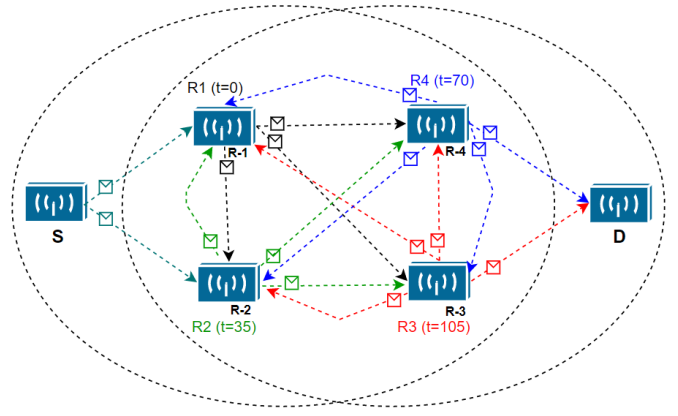 R1 (t=0)
R4 (t=70)
R-1
R-4
S
D
R-2
R-3
R2 (t=35)
R3 (t=105)